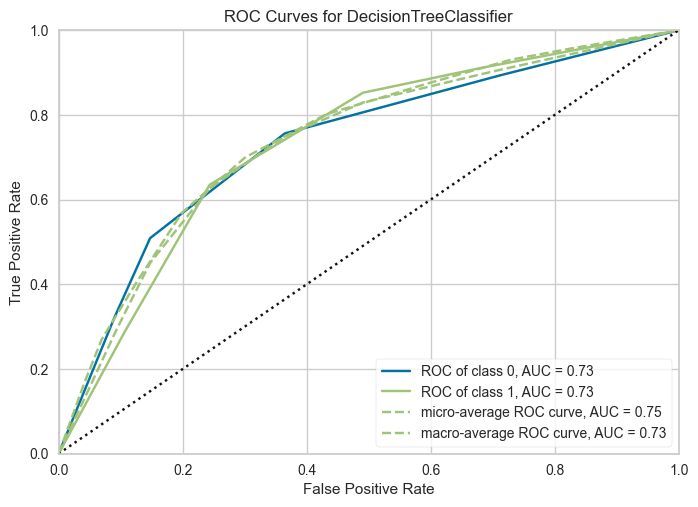 ROC Curves for DecisionTreeClassifier
1.0
0.8
0.6
0.4
0.2
0.0
True Positive Rate
ROC of class 0, AUC = 0.73
ROC of class 1, AUC = 0.73
micro-average ROC curve, AUC = 0.75
macro-average ROC curve, AUC = 0.73
0.0 0.2 0.4 0.6 0.8 1.0
False Positive Rate